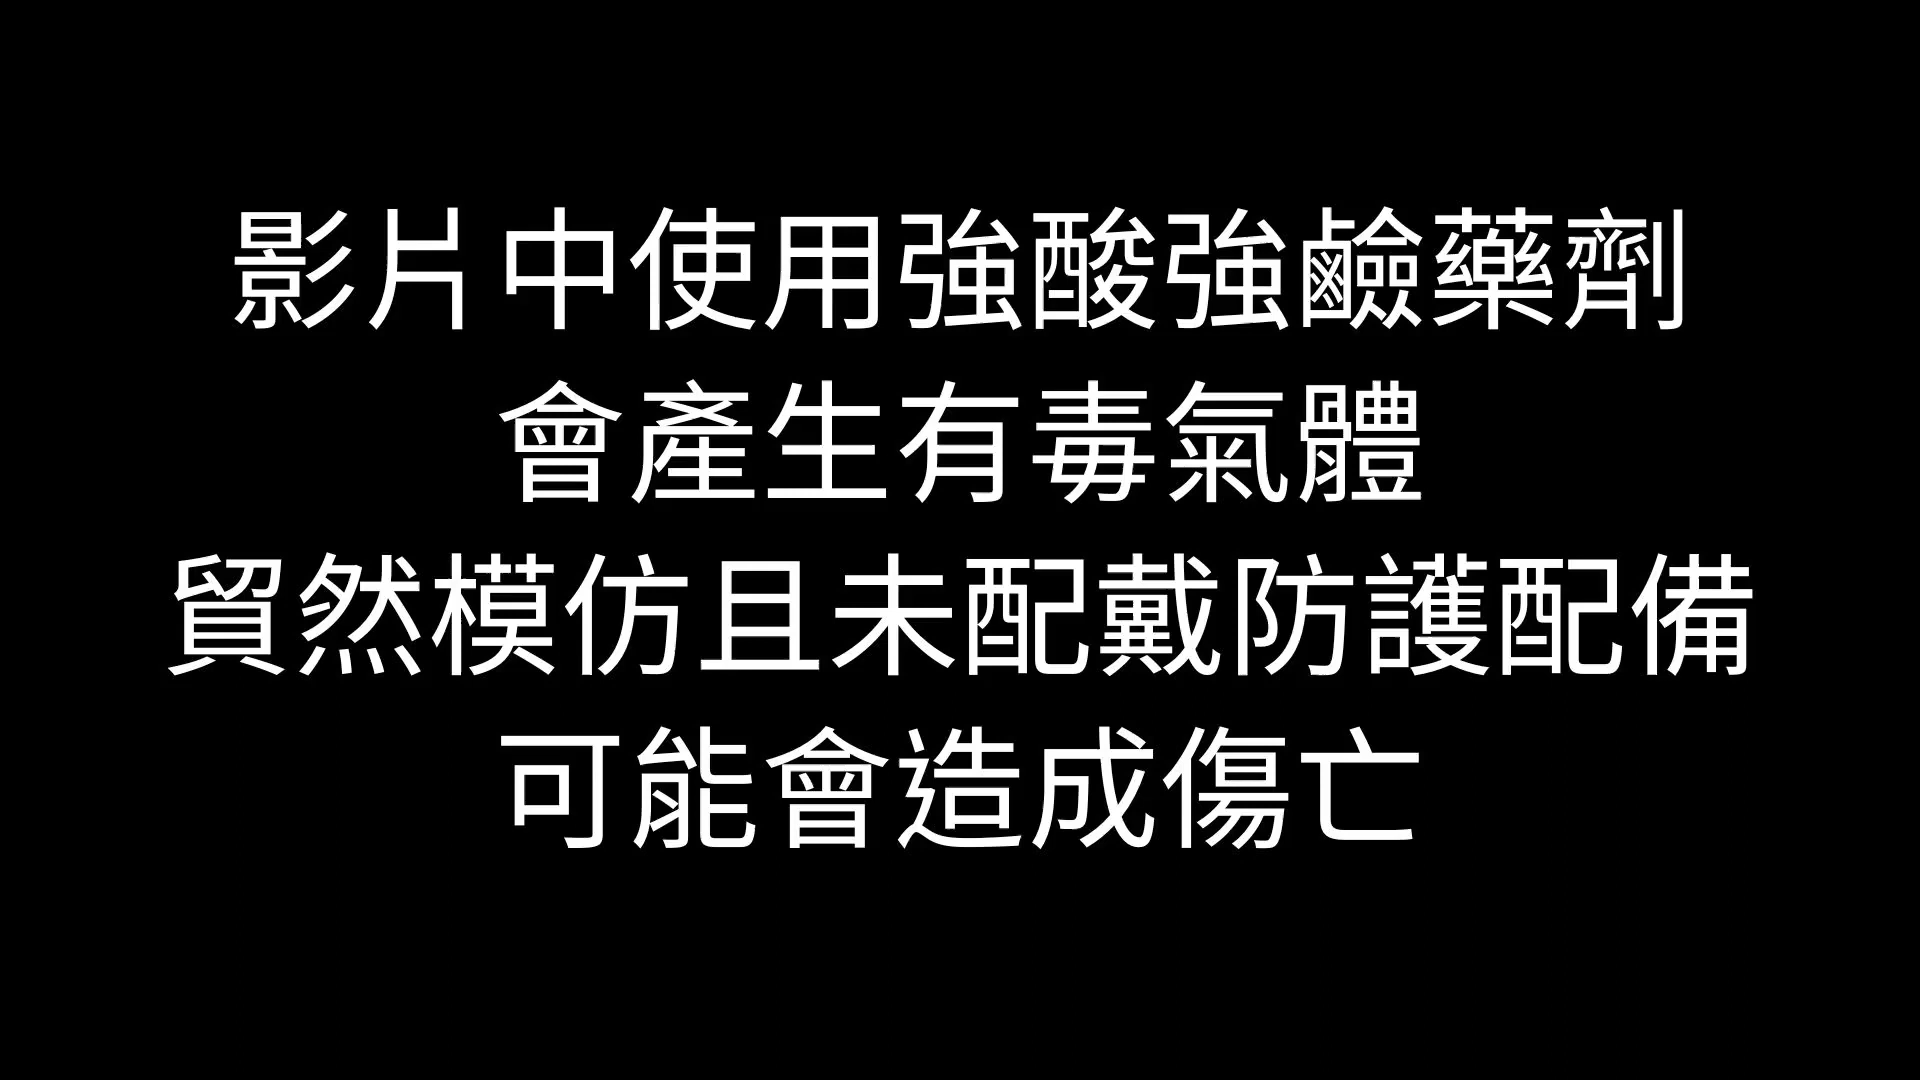 影片中使用強酸強鹼藥劑
會產生有毒氣體
貿然模仿且未配戴防護配備
可能會造成傷亡